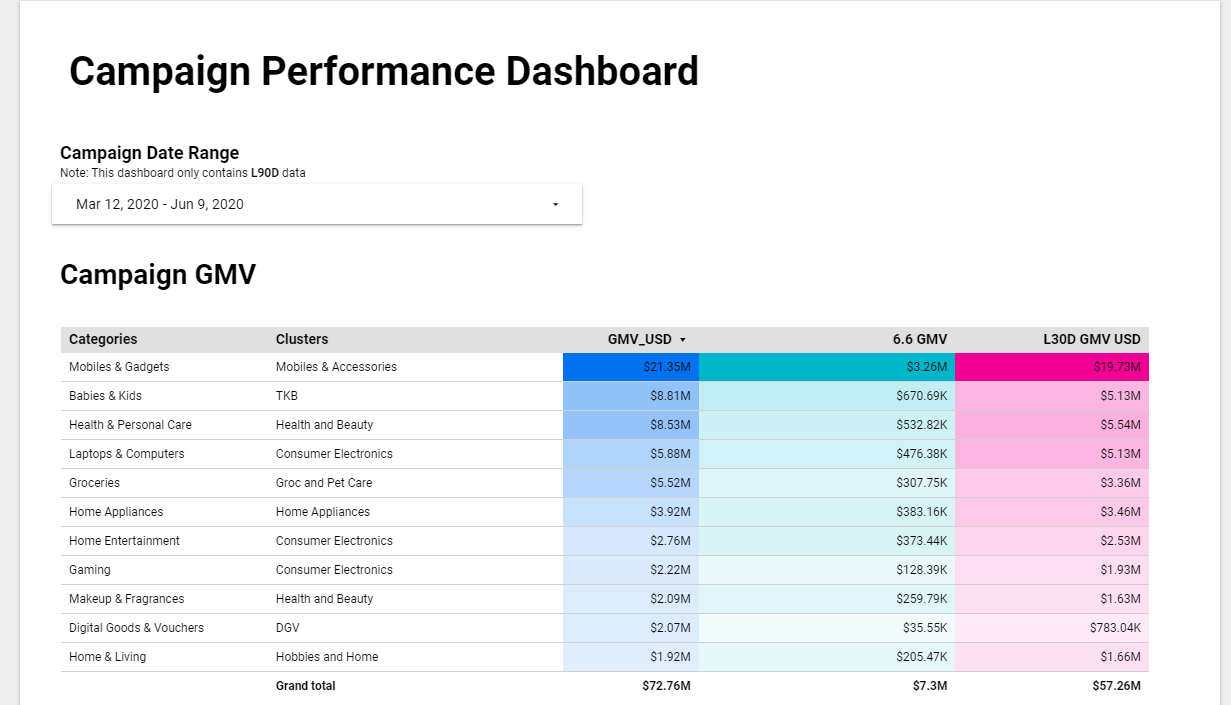 Campaign Performance Dashboard
Campaign Date Range
Note: This dashboard only contains L90D data
Mar 12, 2020 - Jun 9, 2020
Campaign GMV
Categories Clusters GMV_USD 6.6 GMV L30D GMV USD
Mobiles & Gadgets Mobiles & Accessories $21.35M $3.26M $19.73M
Babies & Kids TKB $8.81M $670.69K $5.13M
Health & Personal Care Health and Beauty $8.53M $532.82K $5.54M
Laptops & Computers Consumer Electronics $5.88M $476.38K $5.13M
Groceries Groc and Pet Care $5.52M $307.75K $3.36M
Home Appliances Home Appliances $3.92M $383.16K $3.46M
Home Entertainment Consumer Electronics $2.76M $373.44K $2.53M
Gaming Consumer Electronics $2.22M $128.39K $1.93M
Makeup & Fragrances Health and Beauty $2.09M $259.79K $1.63M
Digital Goods & Vouchers DGV $2.07M $35.55K $783.04K
Home & Living Hobbies and Home $1.92M $205.47K $1.66M
Grand total $72.76M $7.3M $57.26M